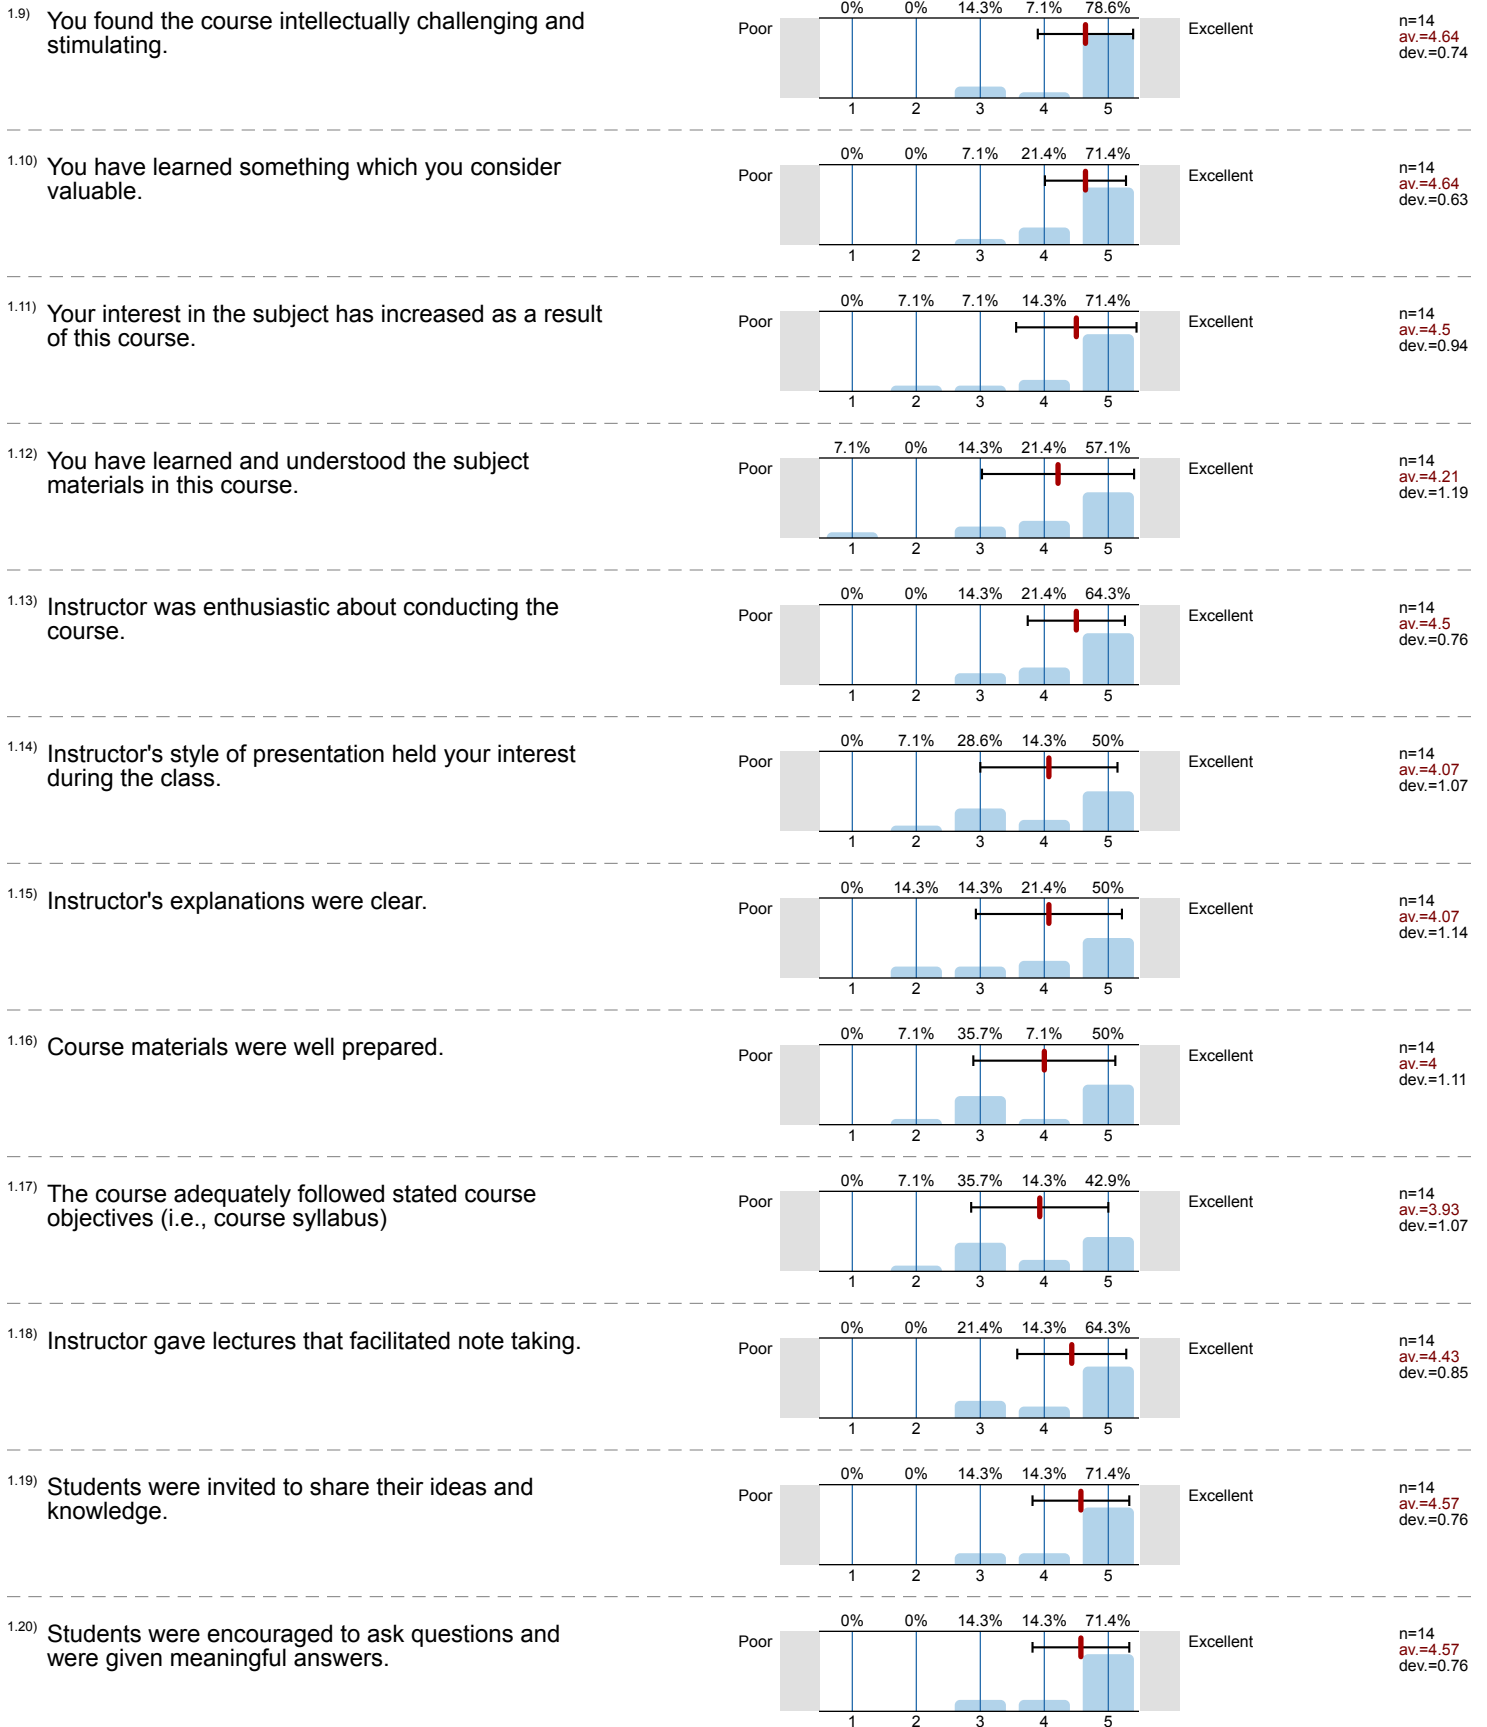 1.9) You found the course intellectually challenging and
stimulating.
0% 0% 14.3% 7.1% 78.6%
Poor Excellent
1 2 3 4 5
n=14
av.=4.64
dev.=0.74
1.10) You have learned something which you consider
valuable.
0% 0% 7.1% 21.4% 71.4%
Poor Excellent
1 2 3 4 5
n=14
av.=4.64
dev.=0.63
1.11) Your interest in the subject has increased as a result
of this course.
0% 7.1% 7.1% 14.3% 71.4%
Poor Excellent
1 2 3 4 5
n=14
av.=4.5
dev.=0.94
1.12) You have learned and understood the subject
materials in this course.
7.1% 0% 14.3% 21.4% 57.1%
Poor Excellent
1 2 3 4 5
n=14
av.=4.21
dev.=1.19
1.13) Instructor was enthusiastic about conducting the
course.
0% 0% 14.3% 21.4% 64.3%
Poor Excellent
1 2 3 4 5
n=14
av.=4.5
dev.=0.76
1.14) Instructor's style of presentation held your interest
during the class.
0% 7.1% 28.6% 14.3% 50%
Poor Excellent
1 2 3 4 5
n=14
av.=4.07
dev.=1.07
1.15) Instructor's explanations were clear.
0% 14.3% 14.3% 21.4% 50%
Poor Excellent
1 2 3 4 5
n=14
av.=4.07
dev.=1.14
1.16) Course materials were well prepared.
0% 7.1% 35.7% 7.1% 50%
Poor Excellent
1 2 3 4 5
n=14
av.=4
dev.=1.11
1.17) The course adequately followed stated course
objectives (i.e., course syllabus)
0% 7.1% 35.7% 14.3% 42.9%
Poor Excellent
1 2 3 4 5
n=14
av.=3.93
dev.=1.07
1.18) Instructor gave lectures that facilitated note taking.
0% 0% 21.4% 14.3% 64.3%
Poor Excellent
1 2 3 4 5
n=14
av.=4.43
dev.=0.85
1.19) Students were invited to share their ideas and
knowledge.
0% 0% 14.3% 14.3% 71.4%
Poor Excellent
1 2 3 4 5
n=14
av.=4.57
dev.=0.76
1.20) Students were encouraged to ask questions and
were given meaningful answers.
0% 0% 14.3% 14.3% 71.4%
Poor Excellent
1 2 3 4 5
n=14
av.=4.57
dev.=0.76